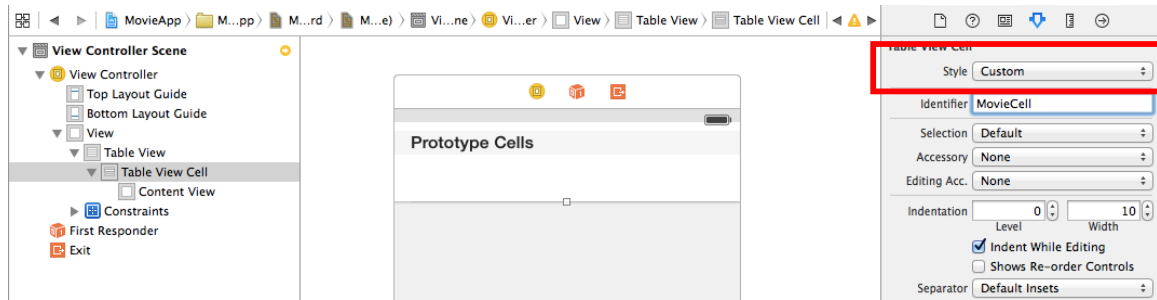 MovieApp M...pp) M...rd) M...e) Vi...ne) Vi...er) View Table View Table View Cell
View Controller Scene
View Controller
Top Layout Guide
Bottom Layout Guide
View
Table View
Table View Cell
Content View
Constraints
First Responder
Exit
Prototype Cells
Table View Cell
Style Custom
Identifier MovieCell
Selection Default
Accessory None
Editing Acc. None
Indentation 0 10
Level Width
Indent While Editing
Shows Re-order Controls
Separator Default Insets